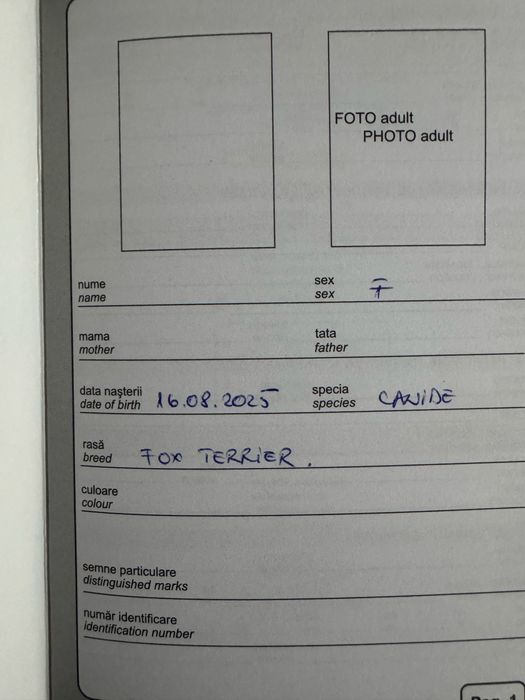 FOTO adult
PHOTO adult
nume
name
sex
sex F
mama
mother
tata
father
data nașterii
date of birth 16.08.2025
specia
species CANIDE
rasă
breed FOX TERRIER.
culoare
colour
semne particulare
distinguished marks
număr identificare
identification number